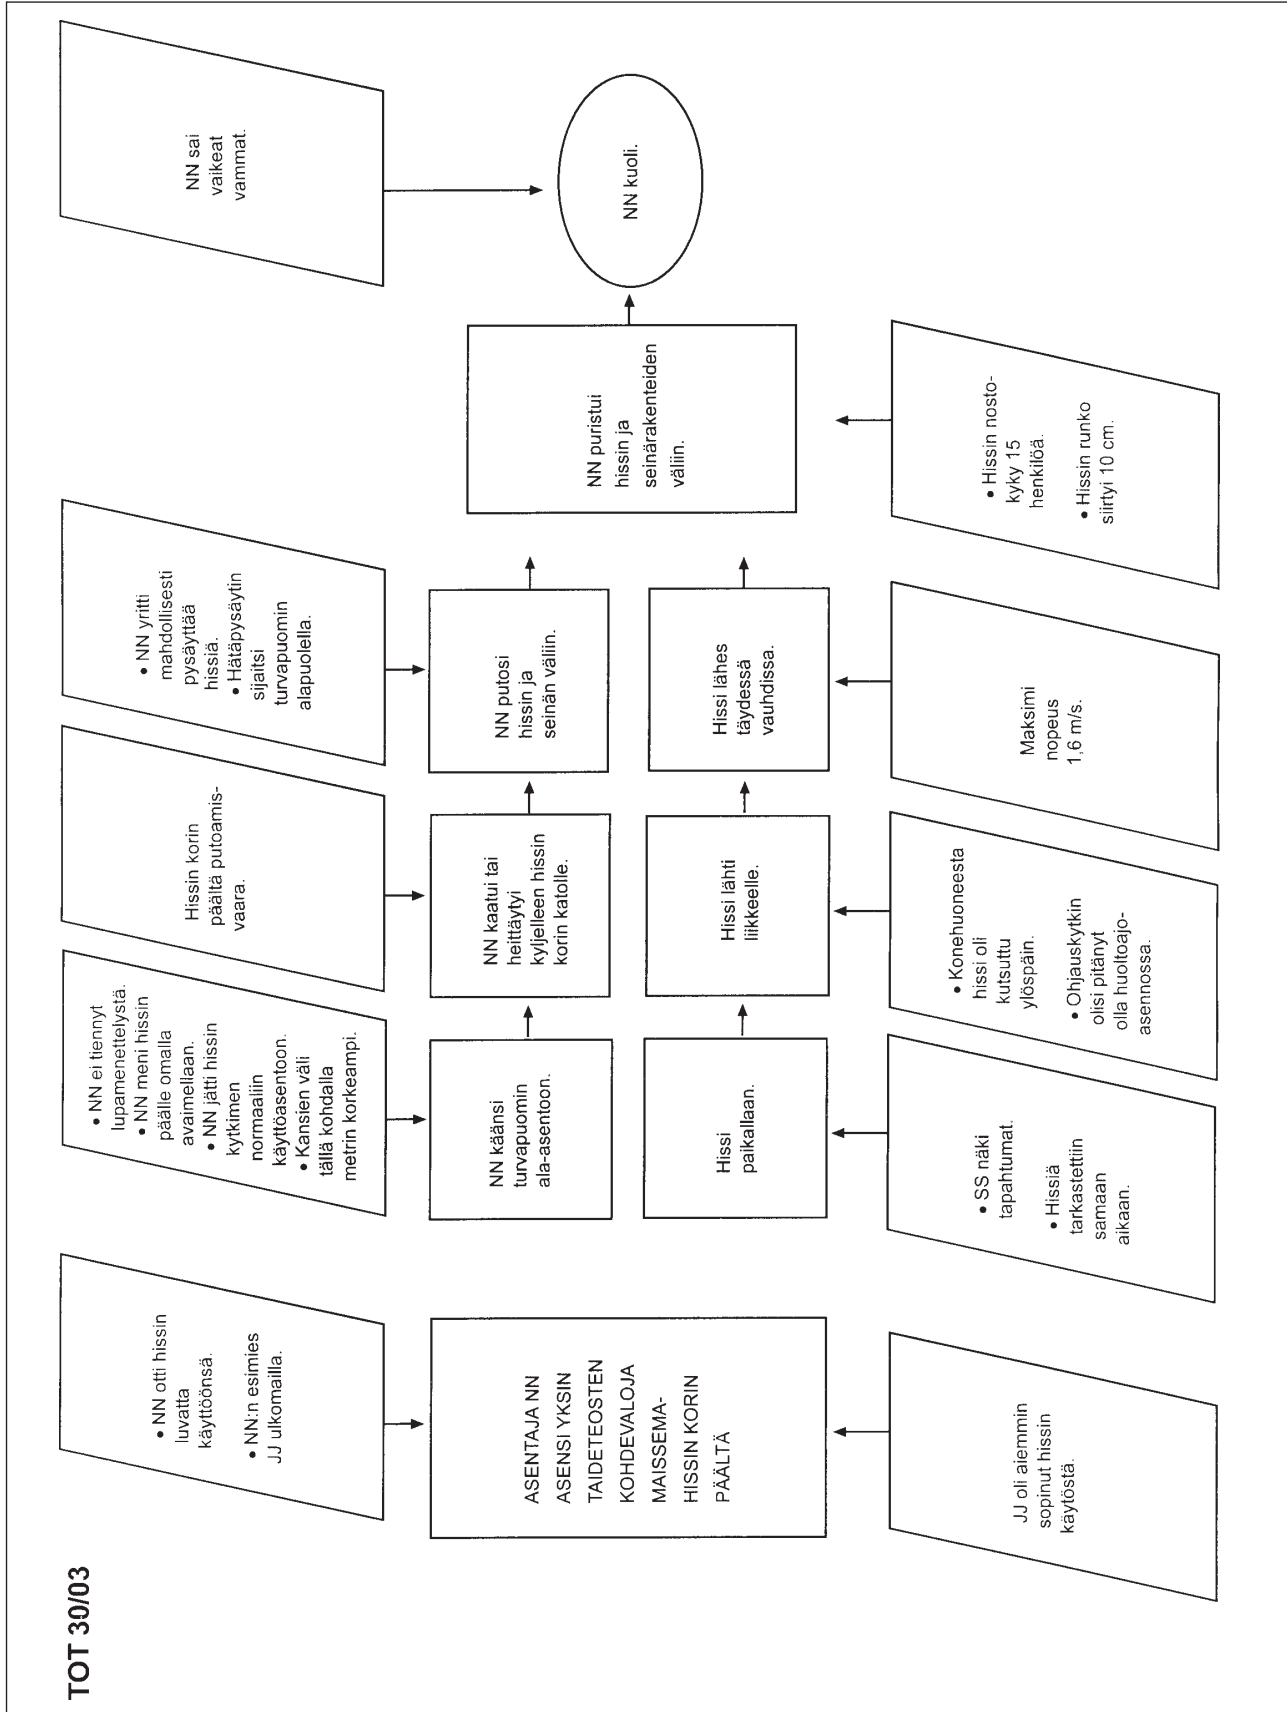 TOT 30/03
• NN otti hissin
luvatta
käyttöönsä.
• NN:n esimies
JJ ulkomailla.
• NN ei tiennyt
lupamenettelystä.
• NN meni hissin
päälle omalla
avaimellaan.
• NN jätti hissin
kytkimen
normaaliin
käyttöasentoon.
• Kansien väli
tällä kohdalla
metrin korkeampi.
Hissin korin
päältä putoamis-
vaara.
• NN yritti
mahdollisesti
pysäyttää
hissiä.
• Hätäpysäytin
sijaitsi
turvapuomin
alapuolella.
NN sai
vaikeat
vammat.
ASENTAJA NN
ASENSI YKSIN
TAIDETEOSTEN
KOHDEVALOJA
MAISSEMA-
HISSIN KORIN
PÄÄLTÄ
NN käänsi
turvapuomin
ala-asentoon.
NN kaatui tai
heittäytyi
kyljelleen hissin
korin katolle.
NN putosi
hissin ja
seinän väliin.
NN puristui
hissin ja
seinärakenteiden
väliin.
NN kuoli.
Hissi
paikallaan.
Hissi lähti
liikkeelle.
Hissi lähes
täydessä
vauhdissa.
JJ oli aiemmin
sopinut hissin
käytöstä.
• SS näki
tapahtumat.
• Hissiä
tarkastettiin
samaan
aikaan.
• Konehuoneesta
hissi oli
kutsuttu
ylöspäin.
• Ohjauskytkin
olisi pitänyt
olla huoltoajo-
asennossa.
Maksimi
nopeus
1,6 m/s.
• Hissin nosto-
kyky 15
henkilöä.
• Hissin runko
siirtyi 10 cm.